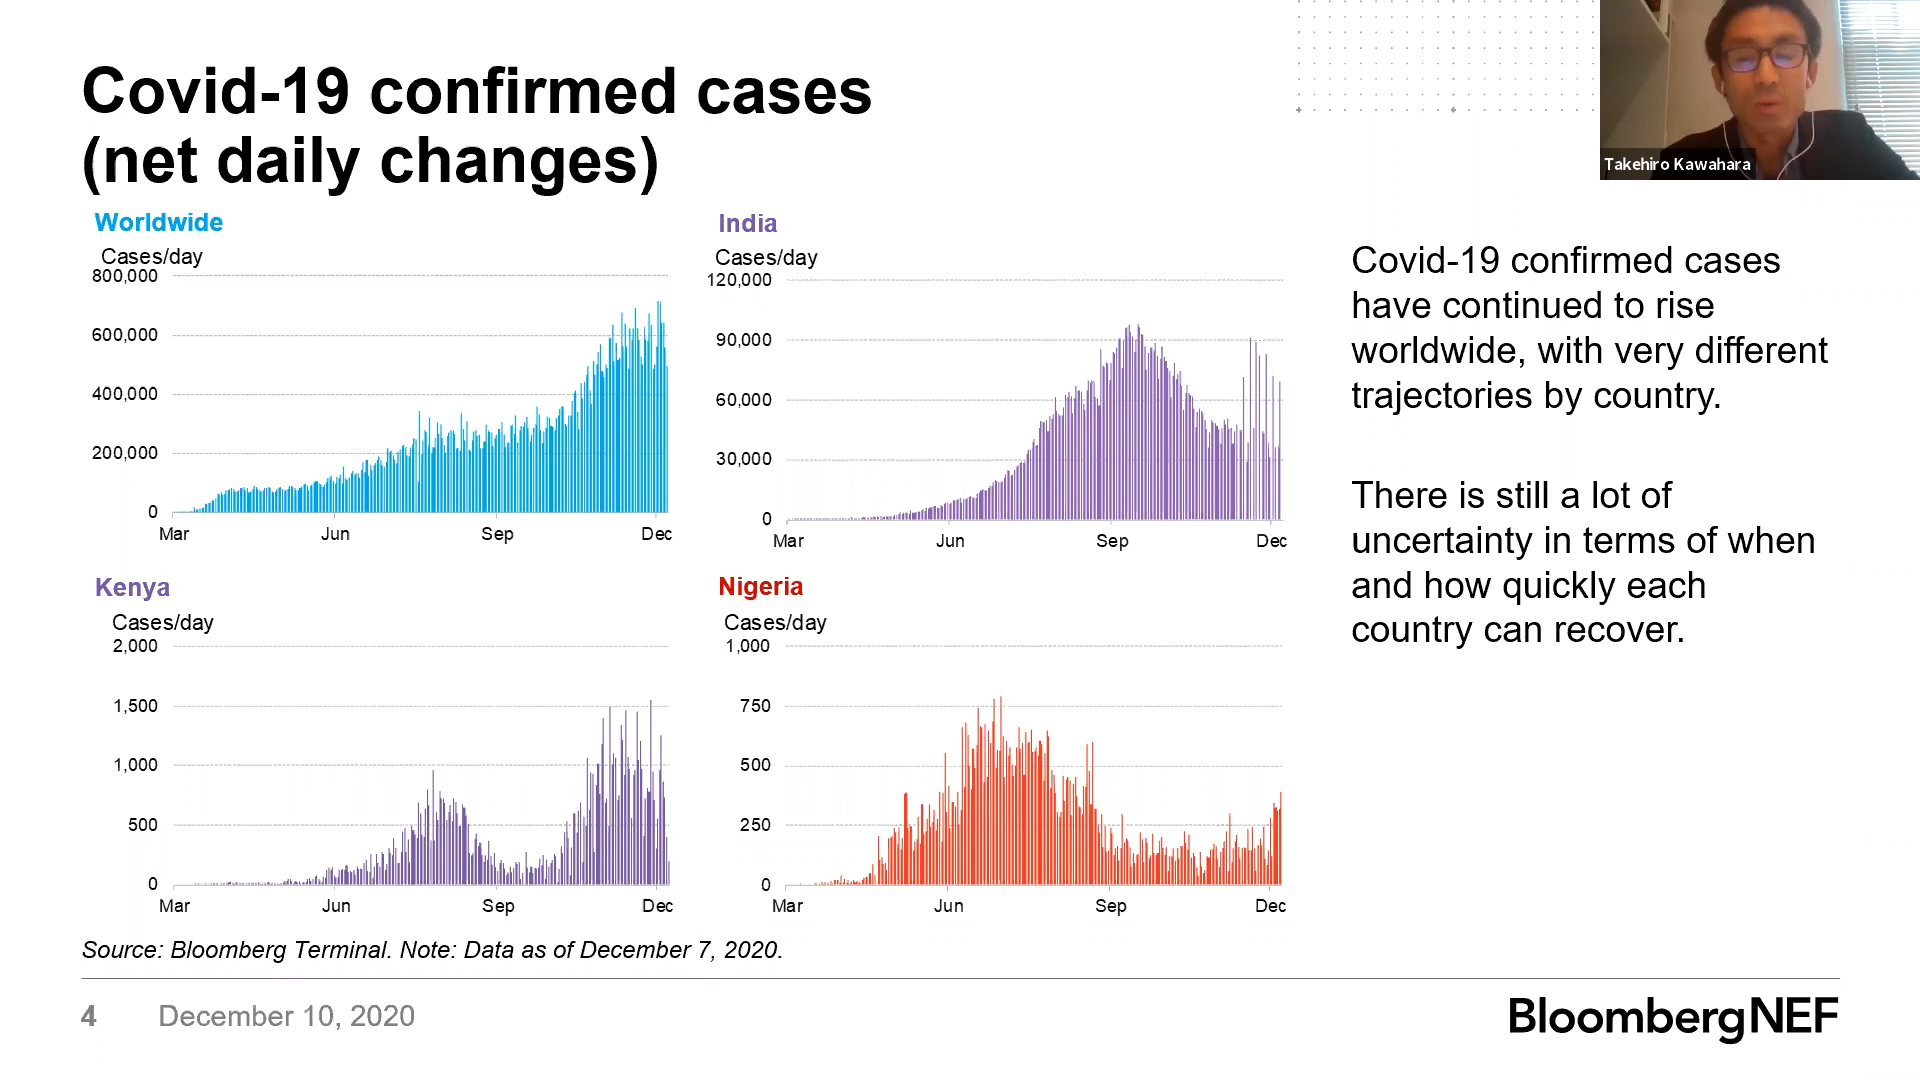 Covid-19 confirmed cases
(net daily changes)
Takehiro Kawahara
Worldwide
Cases/day
800,000
600,000
400,000
200,000
0
Mar Jun Sep Dec
India
Cases/day
120,000
90,000
60,000
30,000
0
Mar Jun Sep Dec
Kenya
Cases/day
2,000
1,500
1,000
500
0
Mar Jun Sep Dec
Nigeria
Cases/day
1,000
750
500
250
0
Mar Jun Sep Dec
Covid-19 confirmed cases
have continued to rise
worldwide, with very different
trajectories by country.
There is still a lot of
uncertainty in terms of when
and how quickly each
country can recover.
Source: Bloomberg Terminal. Note: Data as of December 7, 2020.
4 December 10, 2020
BloombergNEF